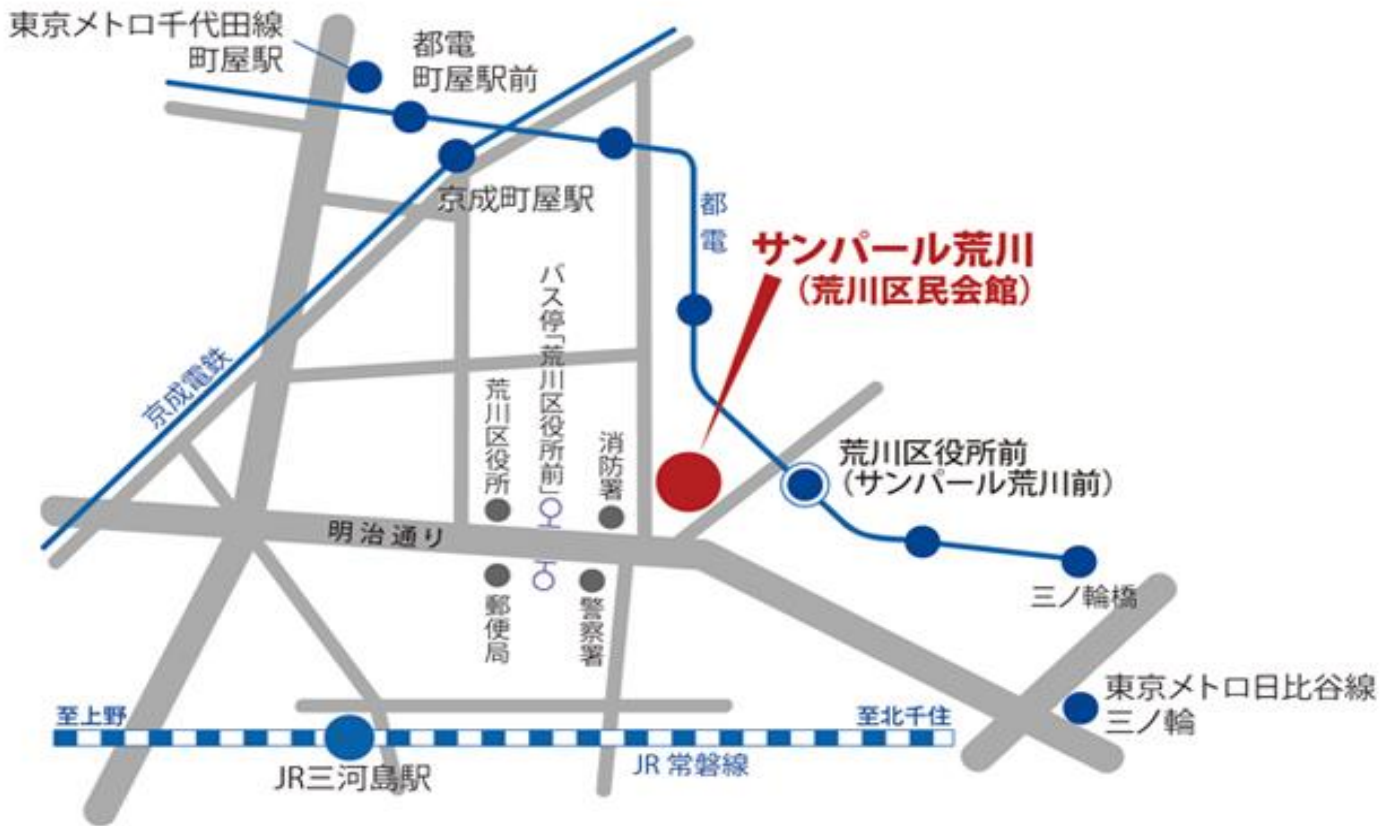 東京メトロ千代田線
町屋駅
都電
町屋駅前
京成町屋駅
都電
サンパール荒川
（荒川区民会館）
京成電鉄
バス停「荒川区役所前」
荒川区役所
消防署
荒川区役所前
（サンパール荒川前）
明治通り
郵便局
警察署
三ノ輪橋
東京メトロ日比谷線
三ノ輪
至上野
至北千住
JR三河島駅
JR 常磐線